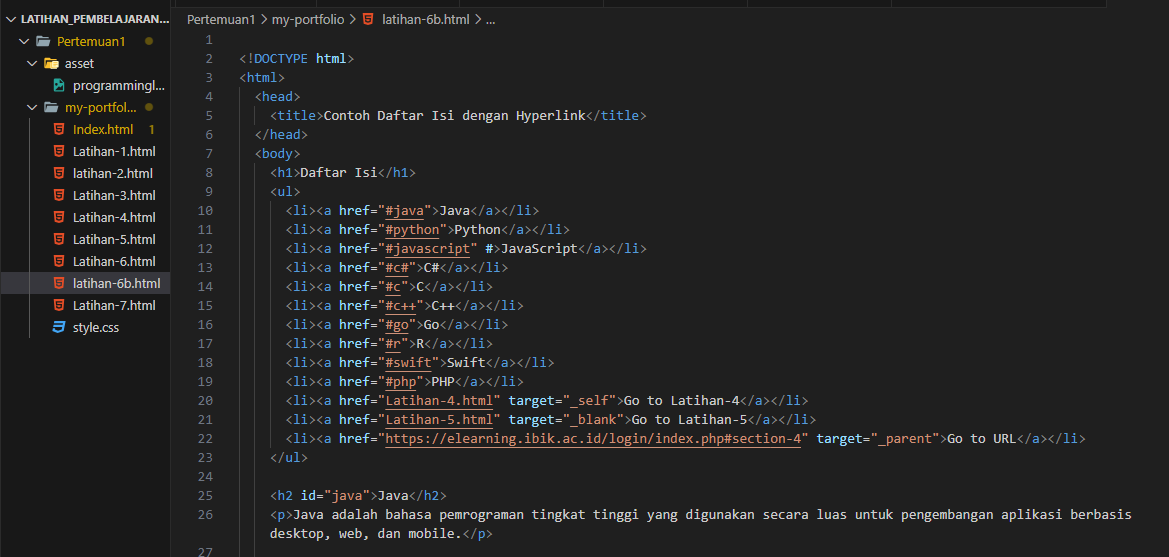 LATIHAN_PEMBELAJARAN...
Pertemuan1
asset
programmingl...
my-portfol...
Index.html 1
Latihan-1.html
latihan-2.html
Latihan-3.html
Latihan-4.html
Latihan-5.html
Latihan-6.html
latihan-6b.html
Latihan-7.html
style.css
Pertemuan1 > my-portfolio > latihan-6b.html > ...
1
2 <!DOCTYPE html>
3 <html>
4 <head>
5 <title>Contoh Daftar Isi dengan Hyperlink</title>
6 </head>
7 <body>
8 <h1>Daftar Isi</h1>
9 <ul>
10 <li><a href="#java">Java</a></li>
11 <li><a href="#python">Python</a></li>
12 <li><a href="#javascript" #>JavaScript</a></li>
13 <li><a href="#c#">C#</a></li>
14 <li><a href="#c">C</a></li>
15 <li><a href="#c++">C++</a></li>
16 <li><a href="#go">Go</a></li>
17 <li><a href="#r">R</a></li>
18 <li><a href="#swift">Swift</a></li>
19 <li><a href="#php">PHP</a></li>
20 <li><a href="Latihan-4.html" target="_self">Go to Latihan-4</a></li>
21 <li><a href="Latihan-5.html" target="_blank">Go to Latihan-5</a></li>
22 <li><a href="https://elearning.ibik.ac.id/login/index.php#section-4" target="_parent">Go to URL</a></li>
23 </ul>
24
25 <h2 id="java">Java</h2>
26 <p>Java adalah bahasa pemrograman tingkat tinggi yang digunakan secara luas untuk pengembangan aplikasi berbasis
desktop, web, dan mobile.</p>
27